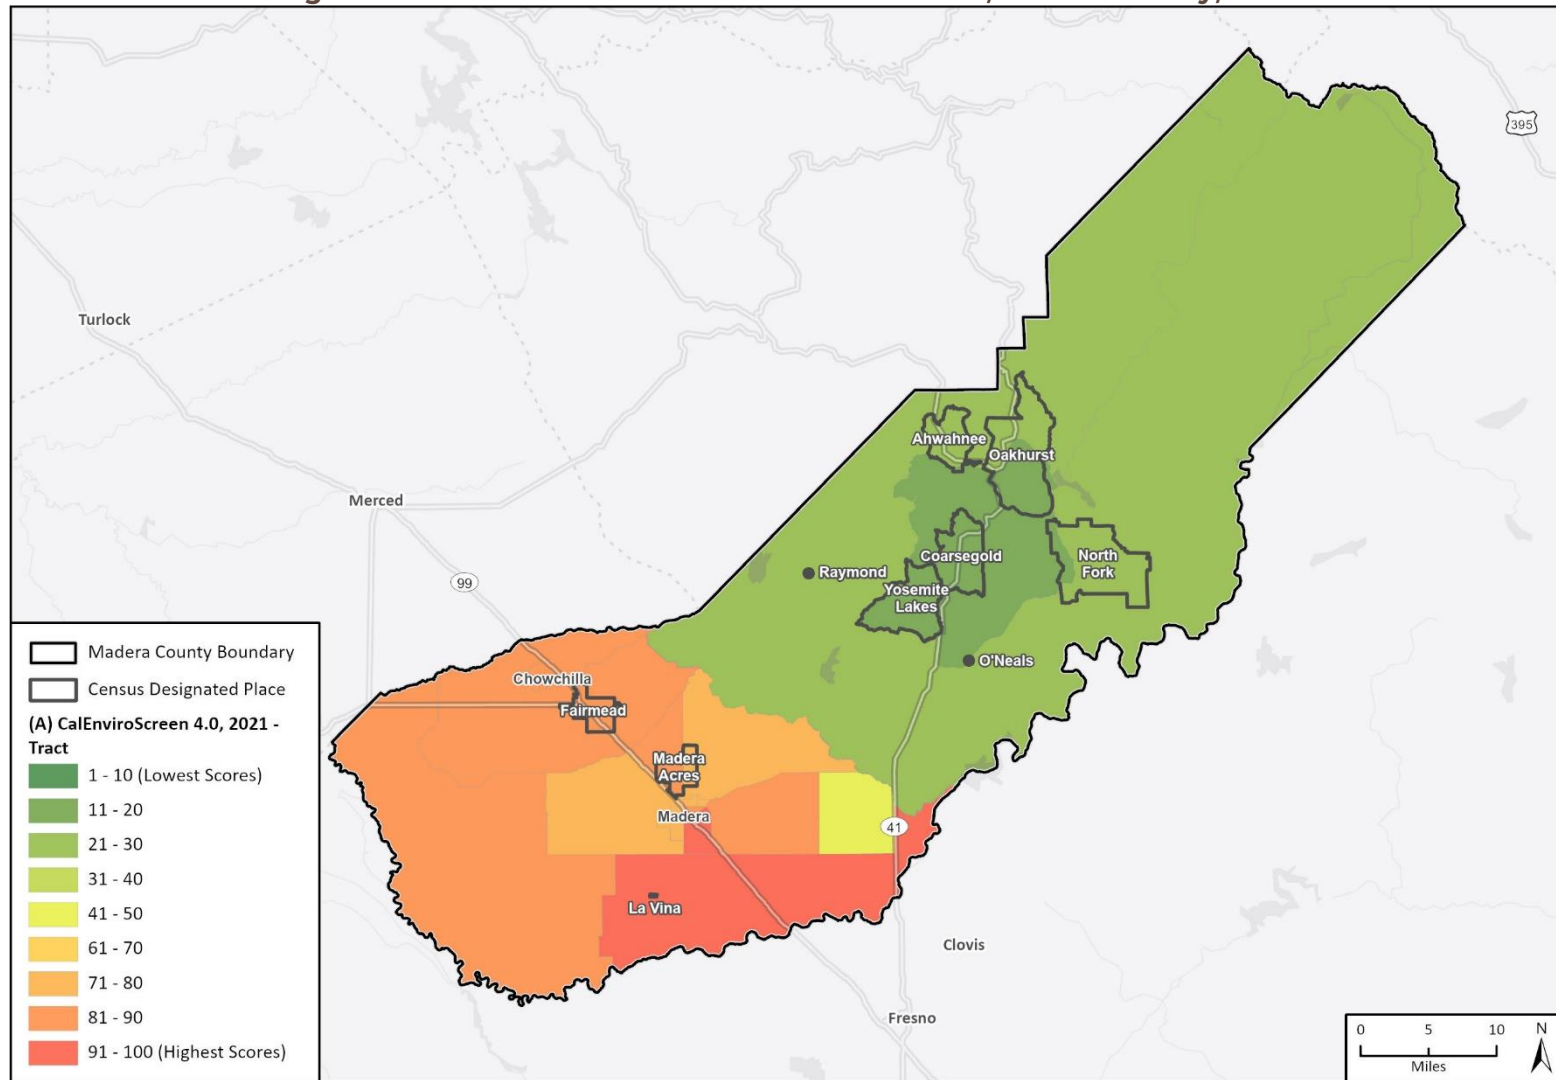 395
Turlock
Ahwahnee
Oakhurst
Merced
Coarsegold
North
Fork
Raymond
99
Yosemite
Lakes
O'Neals
Chowchilla
Fairmead
Madera
Acres
Madera
41
La Vina
Clovis
Fresno
Madera County Boundary
Census Designated Place
(A) CalEnviroScreen 4.0, 2021 -
Tract
1 - 10 (Lowest Scores)
11 - 20
21 - 30
31 - 40
41 - 50
61 - 70
71 - 80
81 - 90
91 - 100 (Highest Scores)
0 5 10
Miles
N